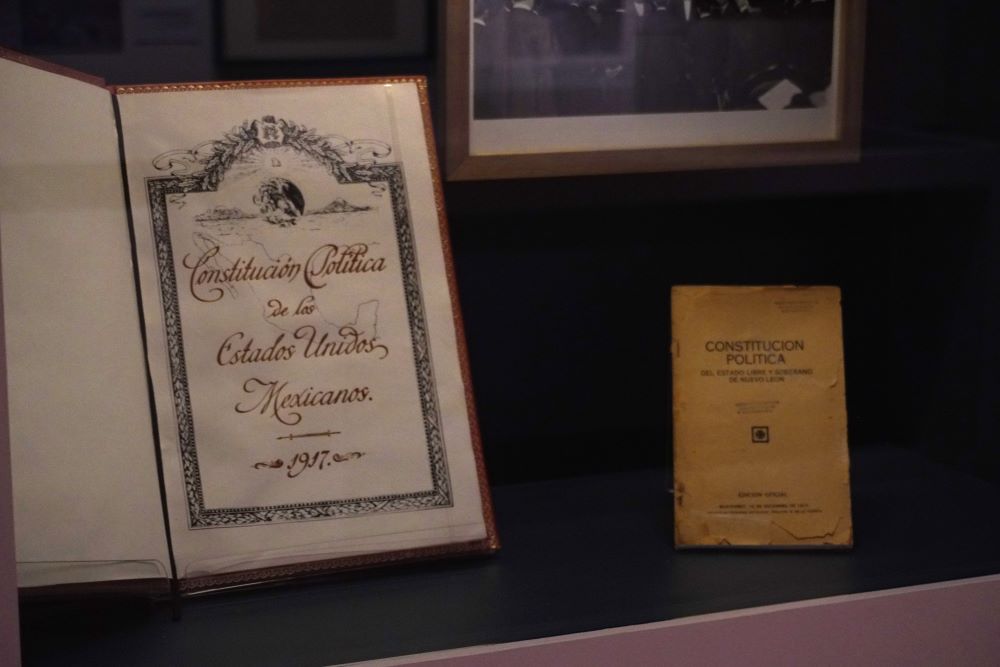 Constitución Política
de los
Estados Unidos
Mexicanos.
1917.
CONSTITUCION
POLITICA
DEL ESTADO LIBRE Y SOBERANO
DE NUEVO LEON
EDICION OFICIAL